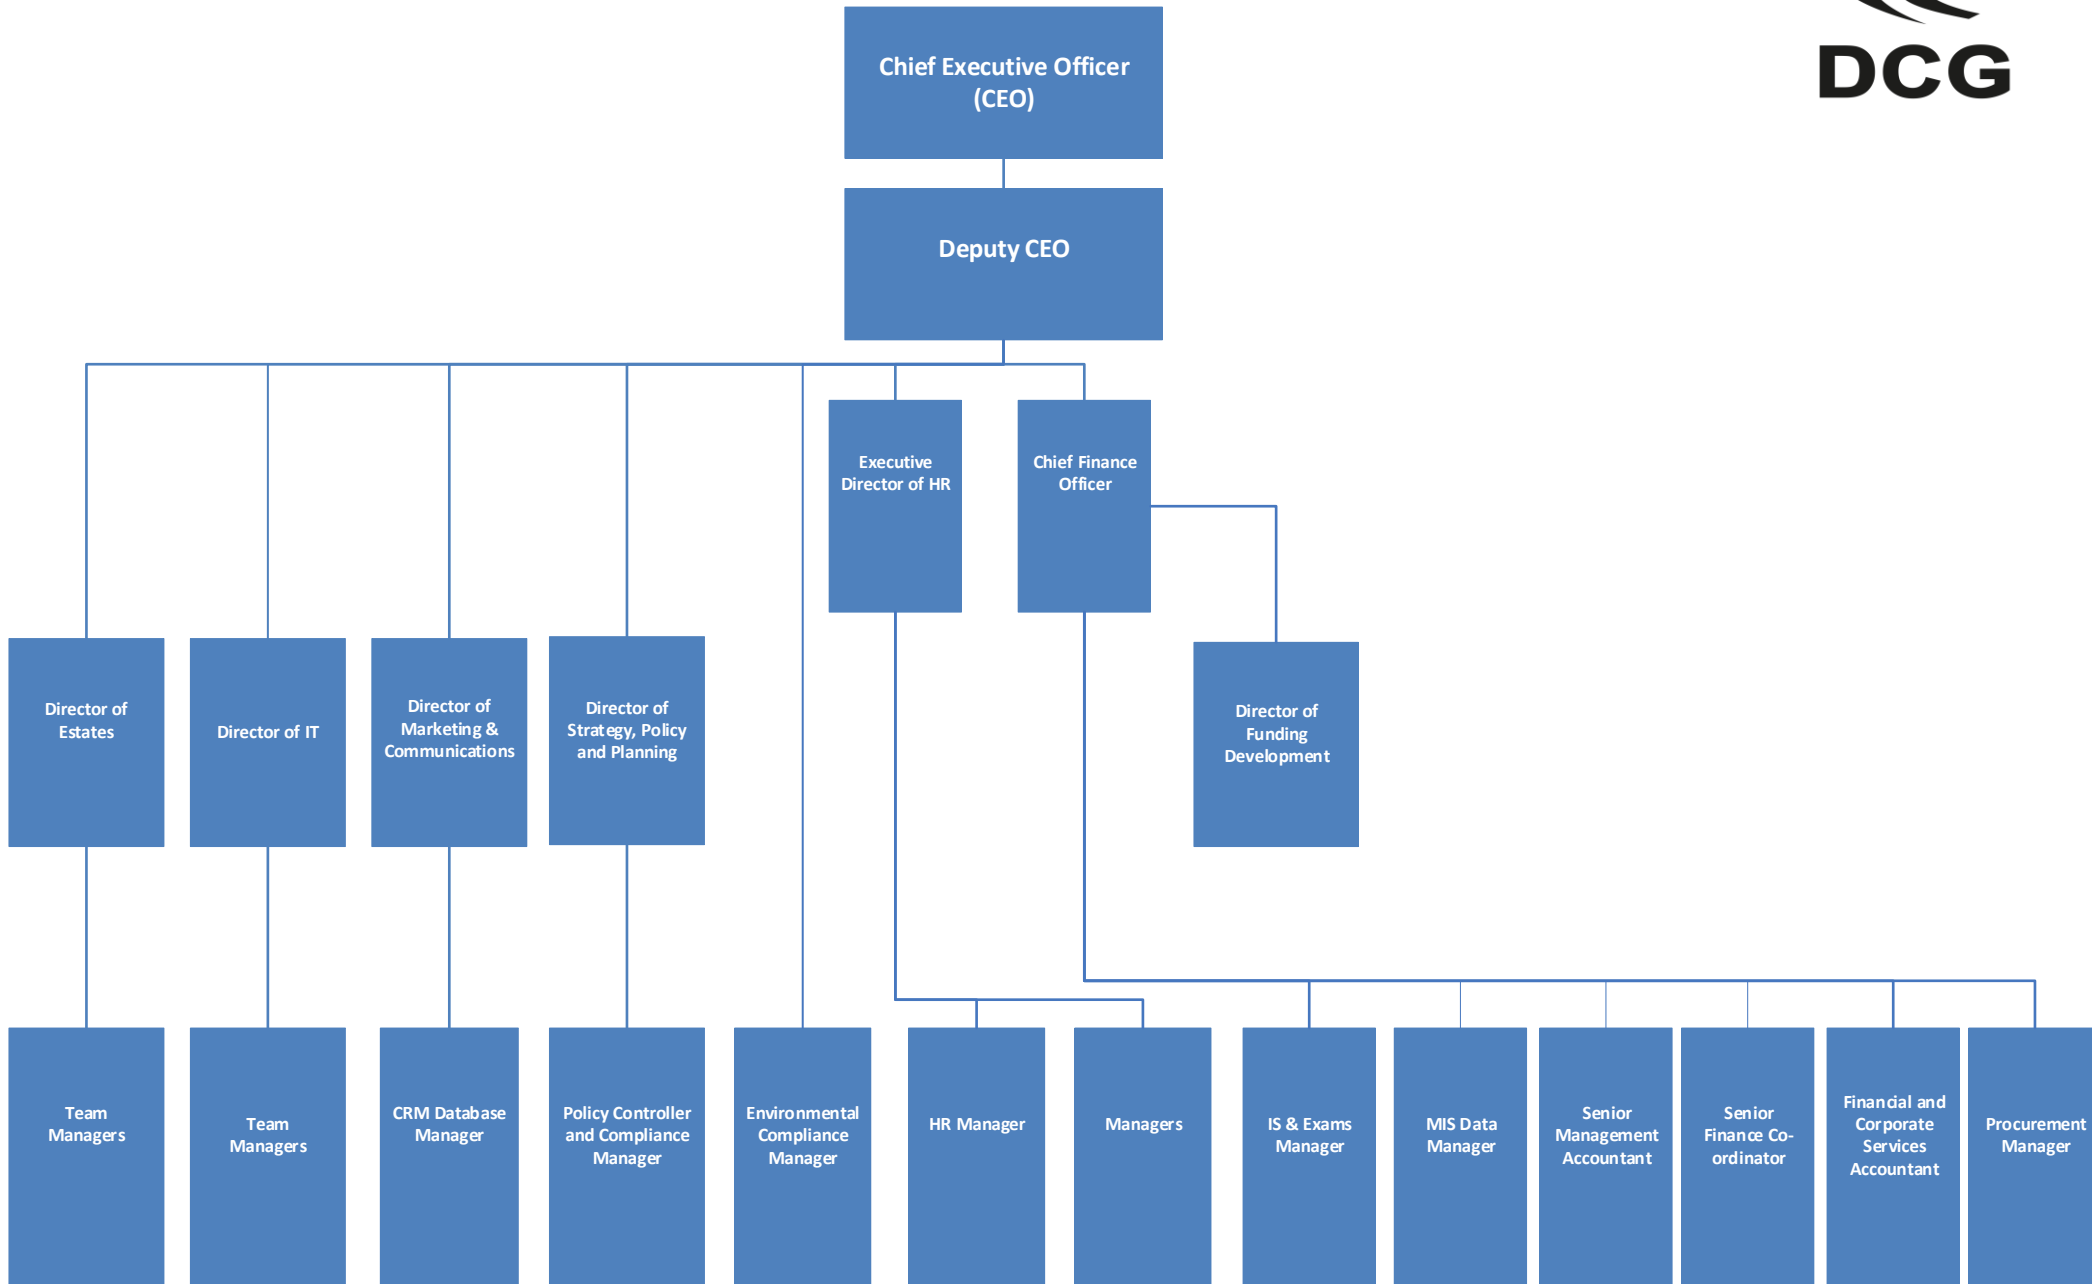 Chief Executive Officer
(CEO)
DCG
Deputy CEO
Executive
Director of HR
Chief Finance
Officer
Director of
Estates
Director of IT
Director of
Marketing &
Communications
Director of
Strategy, Policy
and Planning
Director of
Funding
Development
Team
Managers
Team
Managers
CRM Database
Manager
Policy Controller
and Compliance
Manager
Environmental
Compliance
Manager
HR Manager
Managers
IS & Exams
Manager
MIS Data
Manager
Senior
Management
Accountant
Senior
Finance Co-
ordinator
Financial and
Corporate
Services
Accountant
Procurement
Manager